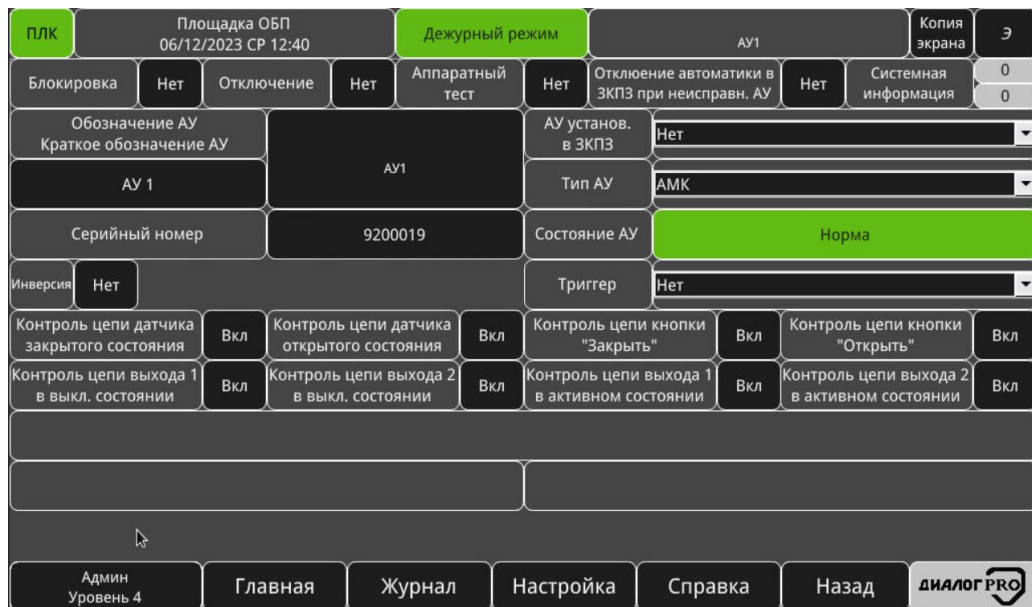 ПЛК
Площадка ОБП
06/12/2023 СР 12:40
Дежурный режим
АУ1
Копия
экрана
Э
Блокировка
Нет
Отключение
Нет
Аппаратный
тест
Нет
Отклюение автоматики в
ЗКПЗ при неисправн. АУ
Нет
Системная
информация
0
0
Обозначение АУ
Краткое обозначение АУ
АУ1
АУ установ.
в ЗКПЗ
Нет
АУ 1
Тип АУ
АМК
Серийный номер
9200019
Состояние АУ
Норма
Инверсия
Нет
Триггер
Нет
Контроль цепи датчика
закрытого состояния
Вкл
Контроль цепи датчика
открытого состояния
Вкл
Контроль цепи кнопки
"Закрыть"
Вкл
Контроль цепи кнопки
"Открыть"
Вкл
Контроль цепи выхода 1
в выкл. состоянии
Вкл
Контроль цепи выхода 2
в выкл. состоянии
Вкл
Контроль цепи выхода 1
в активном состоянии
Вкл
Контроль цепи выхода 2
в активном состоянии
Вкл
Админ
Уровень 4
Главная
Журнал
Настройка
Справка
Назад
ДИАЛОГ PRO